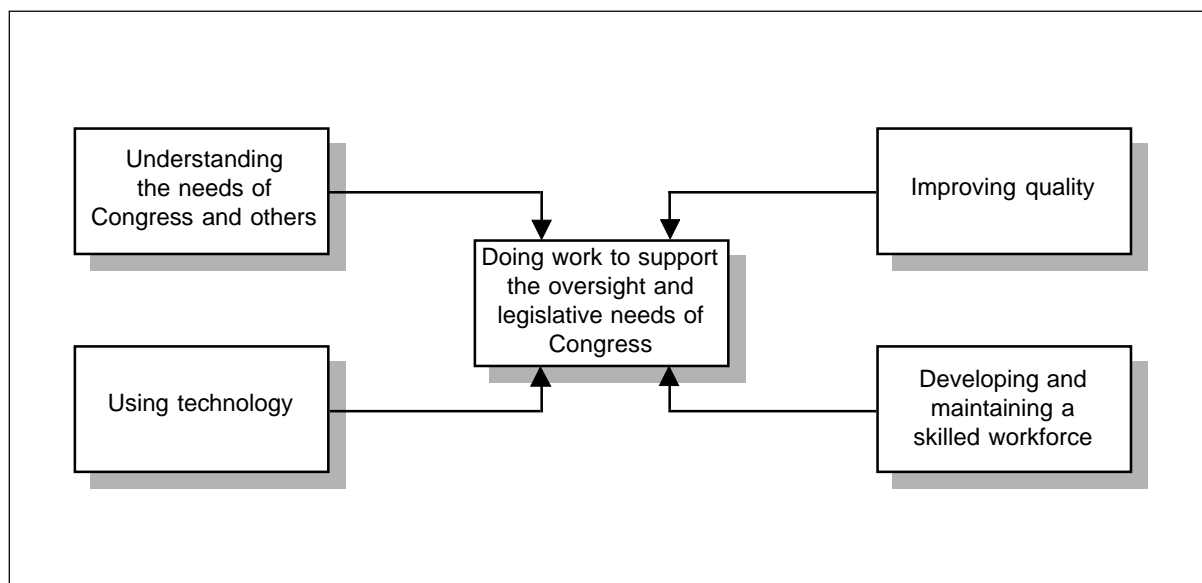 Understanding
the needs of
Congress and others
Improving quality
Doing work to support
the oversight and
legislative needs of
Congress
Using technology
Developing and
maintaining a
skilled workforce